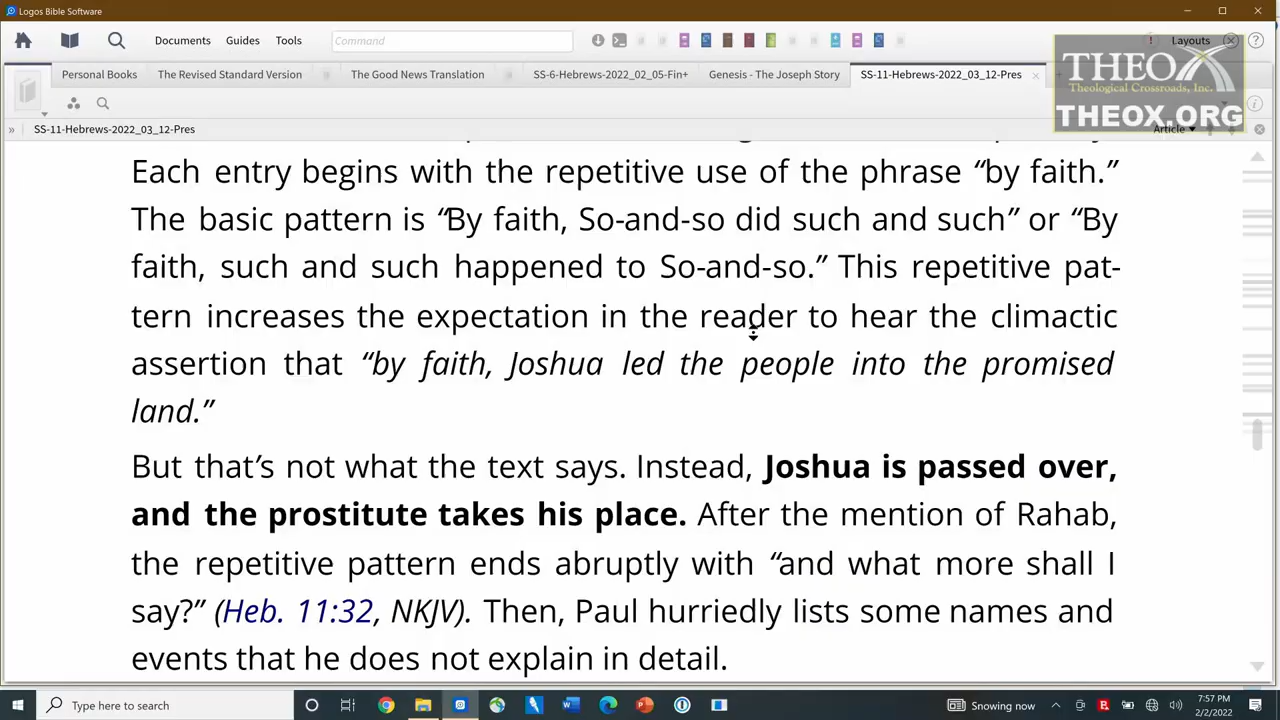 Logos Bible Software
Documents Guides Tools Command Layouts
Personal Books The Revised Standard Version The Good News Translation SS-6-Hebrews-2022_02_05-Fin+ Genesis - The Joseph Story SS-11-Hebrews-2022_03_12-Pres
THEOX
Theological Crossroads, Inc.
THEOX.ORG
SS-11-Hebrews-2022_03_12-Pres Article
Each entry begins with the repetitive use of the phrase “by faith.”
The basic pattern is “By faith, So-and-so did such and such” or “By
faith, such and such happened to So-and-so.” This repetitive pat-
tern increases the expectation in the reader to hear the climactic
assertion that “by faith, Joshua led the people into the promised
land.”
But that’s not what the text says. Instead, Joshua is passed over,
and the prostitute takes his place. After the mention of Rahab,
the repetitive pattern ends abruptly with “and what more shall I
say?” (Heb. 11:32, NKJV). Then, Paul hurriedly lists some names and
events that he does not explain in detail.
Type here to search Snowing now 7:57 PM
2/2/2022